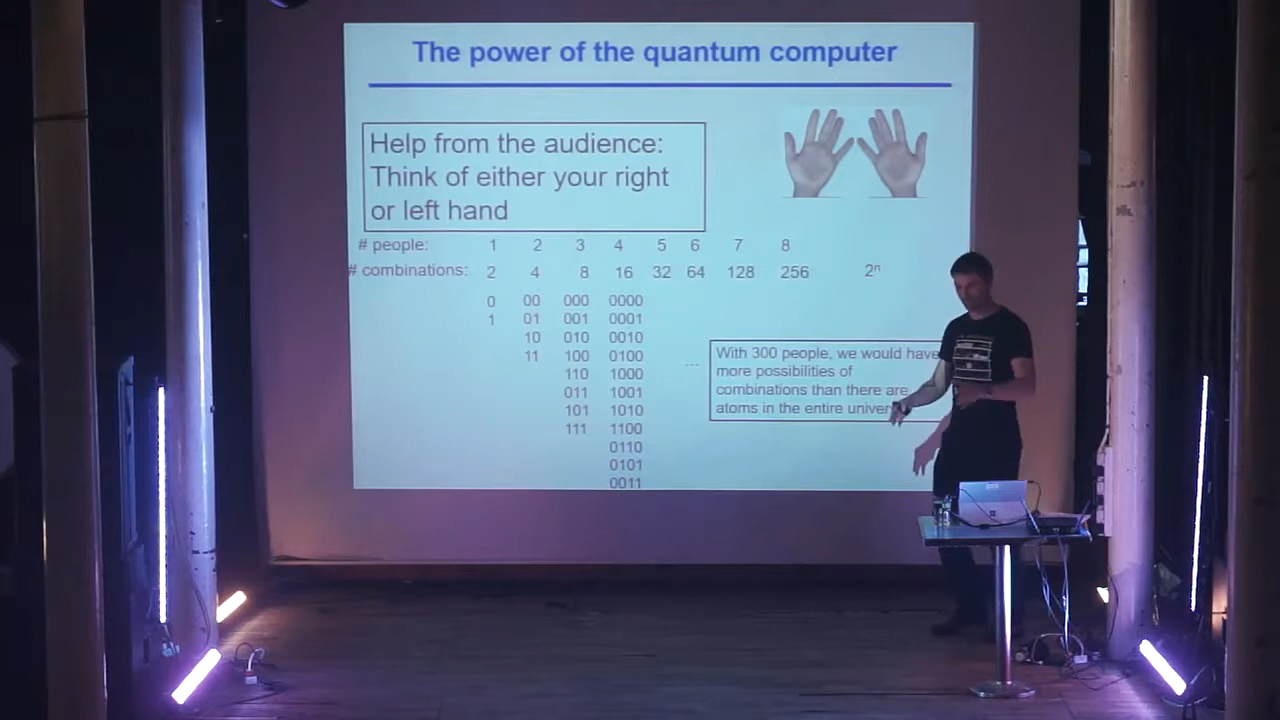 The power of the quantum computer
Help from the audience:
Think of either your right
or left hand
# people: 1 2 3 4 5 6 7 8
# combinations: 2 4 8 16 32 64 128 256 2ⁿ
0 00 000 0000
1 01 001 0001
10 010 0010
11 100 0100
110 1000
011 1001
101 1010
111 1100
0110
0101
0011
...
With 300 people, we would have
more possibilities of
combinations than there are
atoms in the entire univer